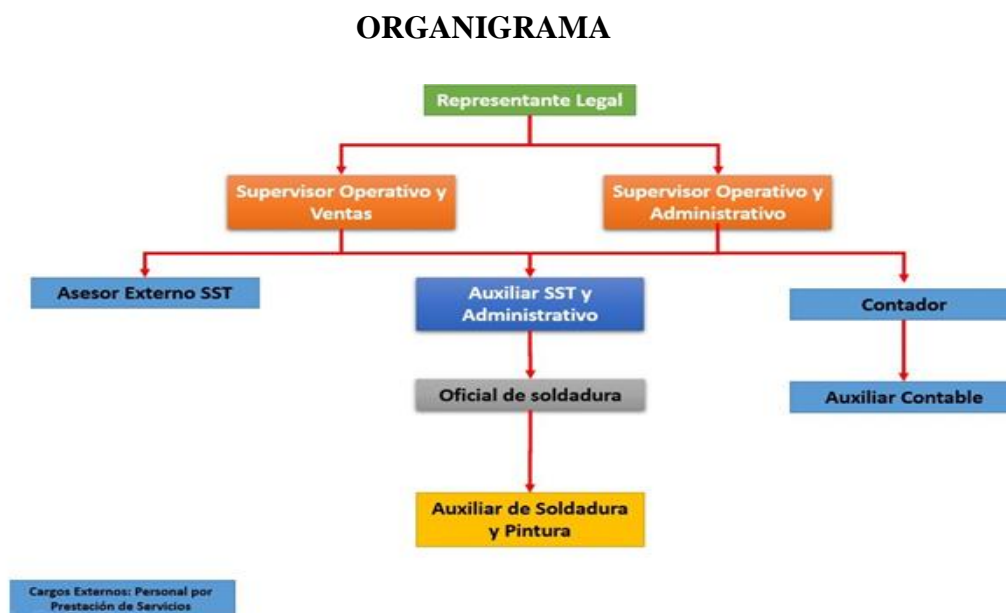 ORGANIGRAMA
Representante Legal
Supervisor Operativo y
Ventas
Supervisor Operativo y
Administrativo
Asesor Externo SST
Auxiliar SST y
Administrativo
Contador
Oficial de soldadura
Auxiliar Contable
Auxiliar de Soldadura
y Pintura
Cargos Externos: Personal por
Prestación de Servicios